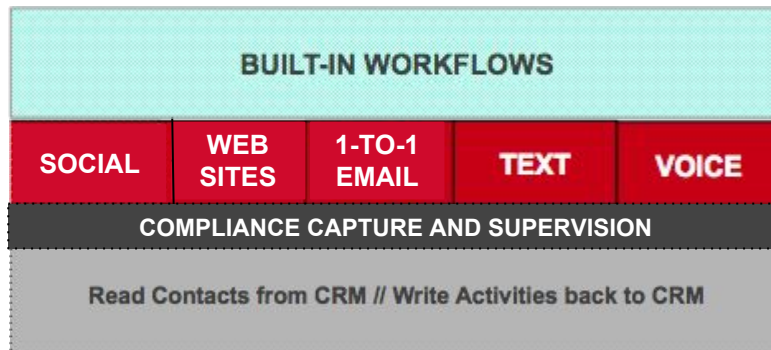 BUILT-IN WORKFLOWS
SOCIAL
WEB
SITES
1-TO-1
EMAIL
TEXT
VOICE
COMPLIANCE CAPTURE AND SUPERVISION
Read Contacts from CRM // Write Activities back to CRM